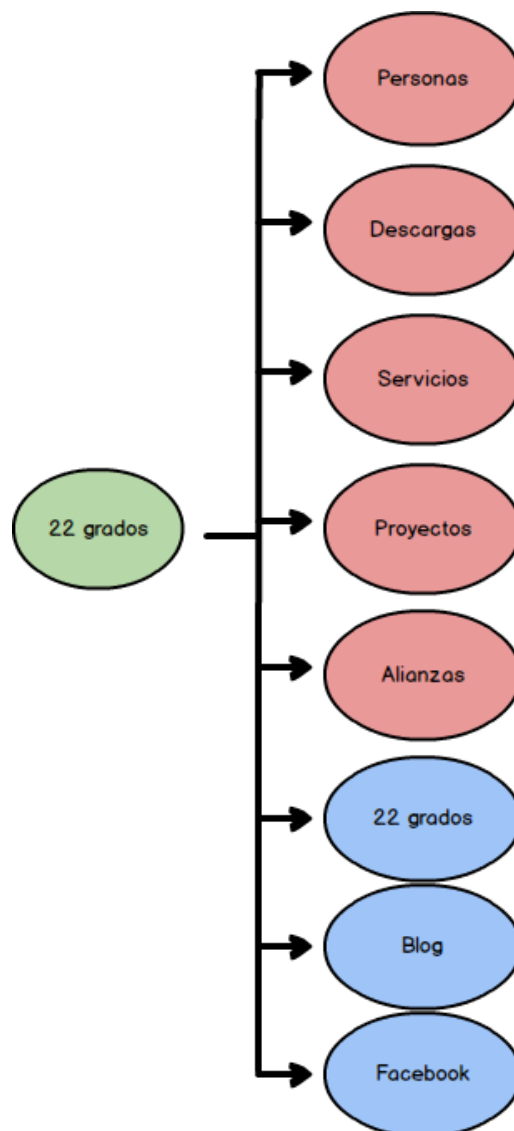 Personas
Descargas
Servicios
22 grados
Proyectos
Alianzas
22 grados
Blog
Facebook